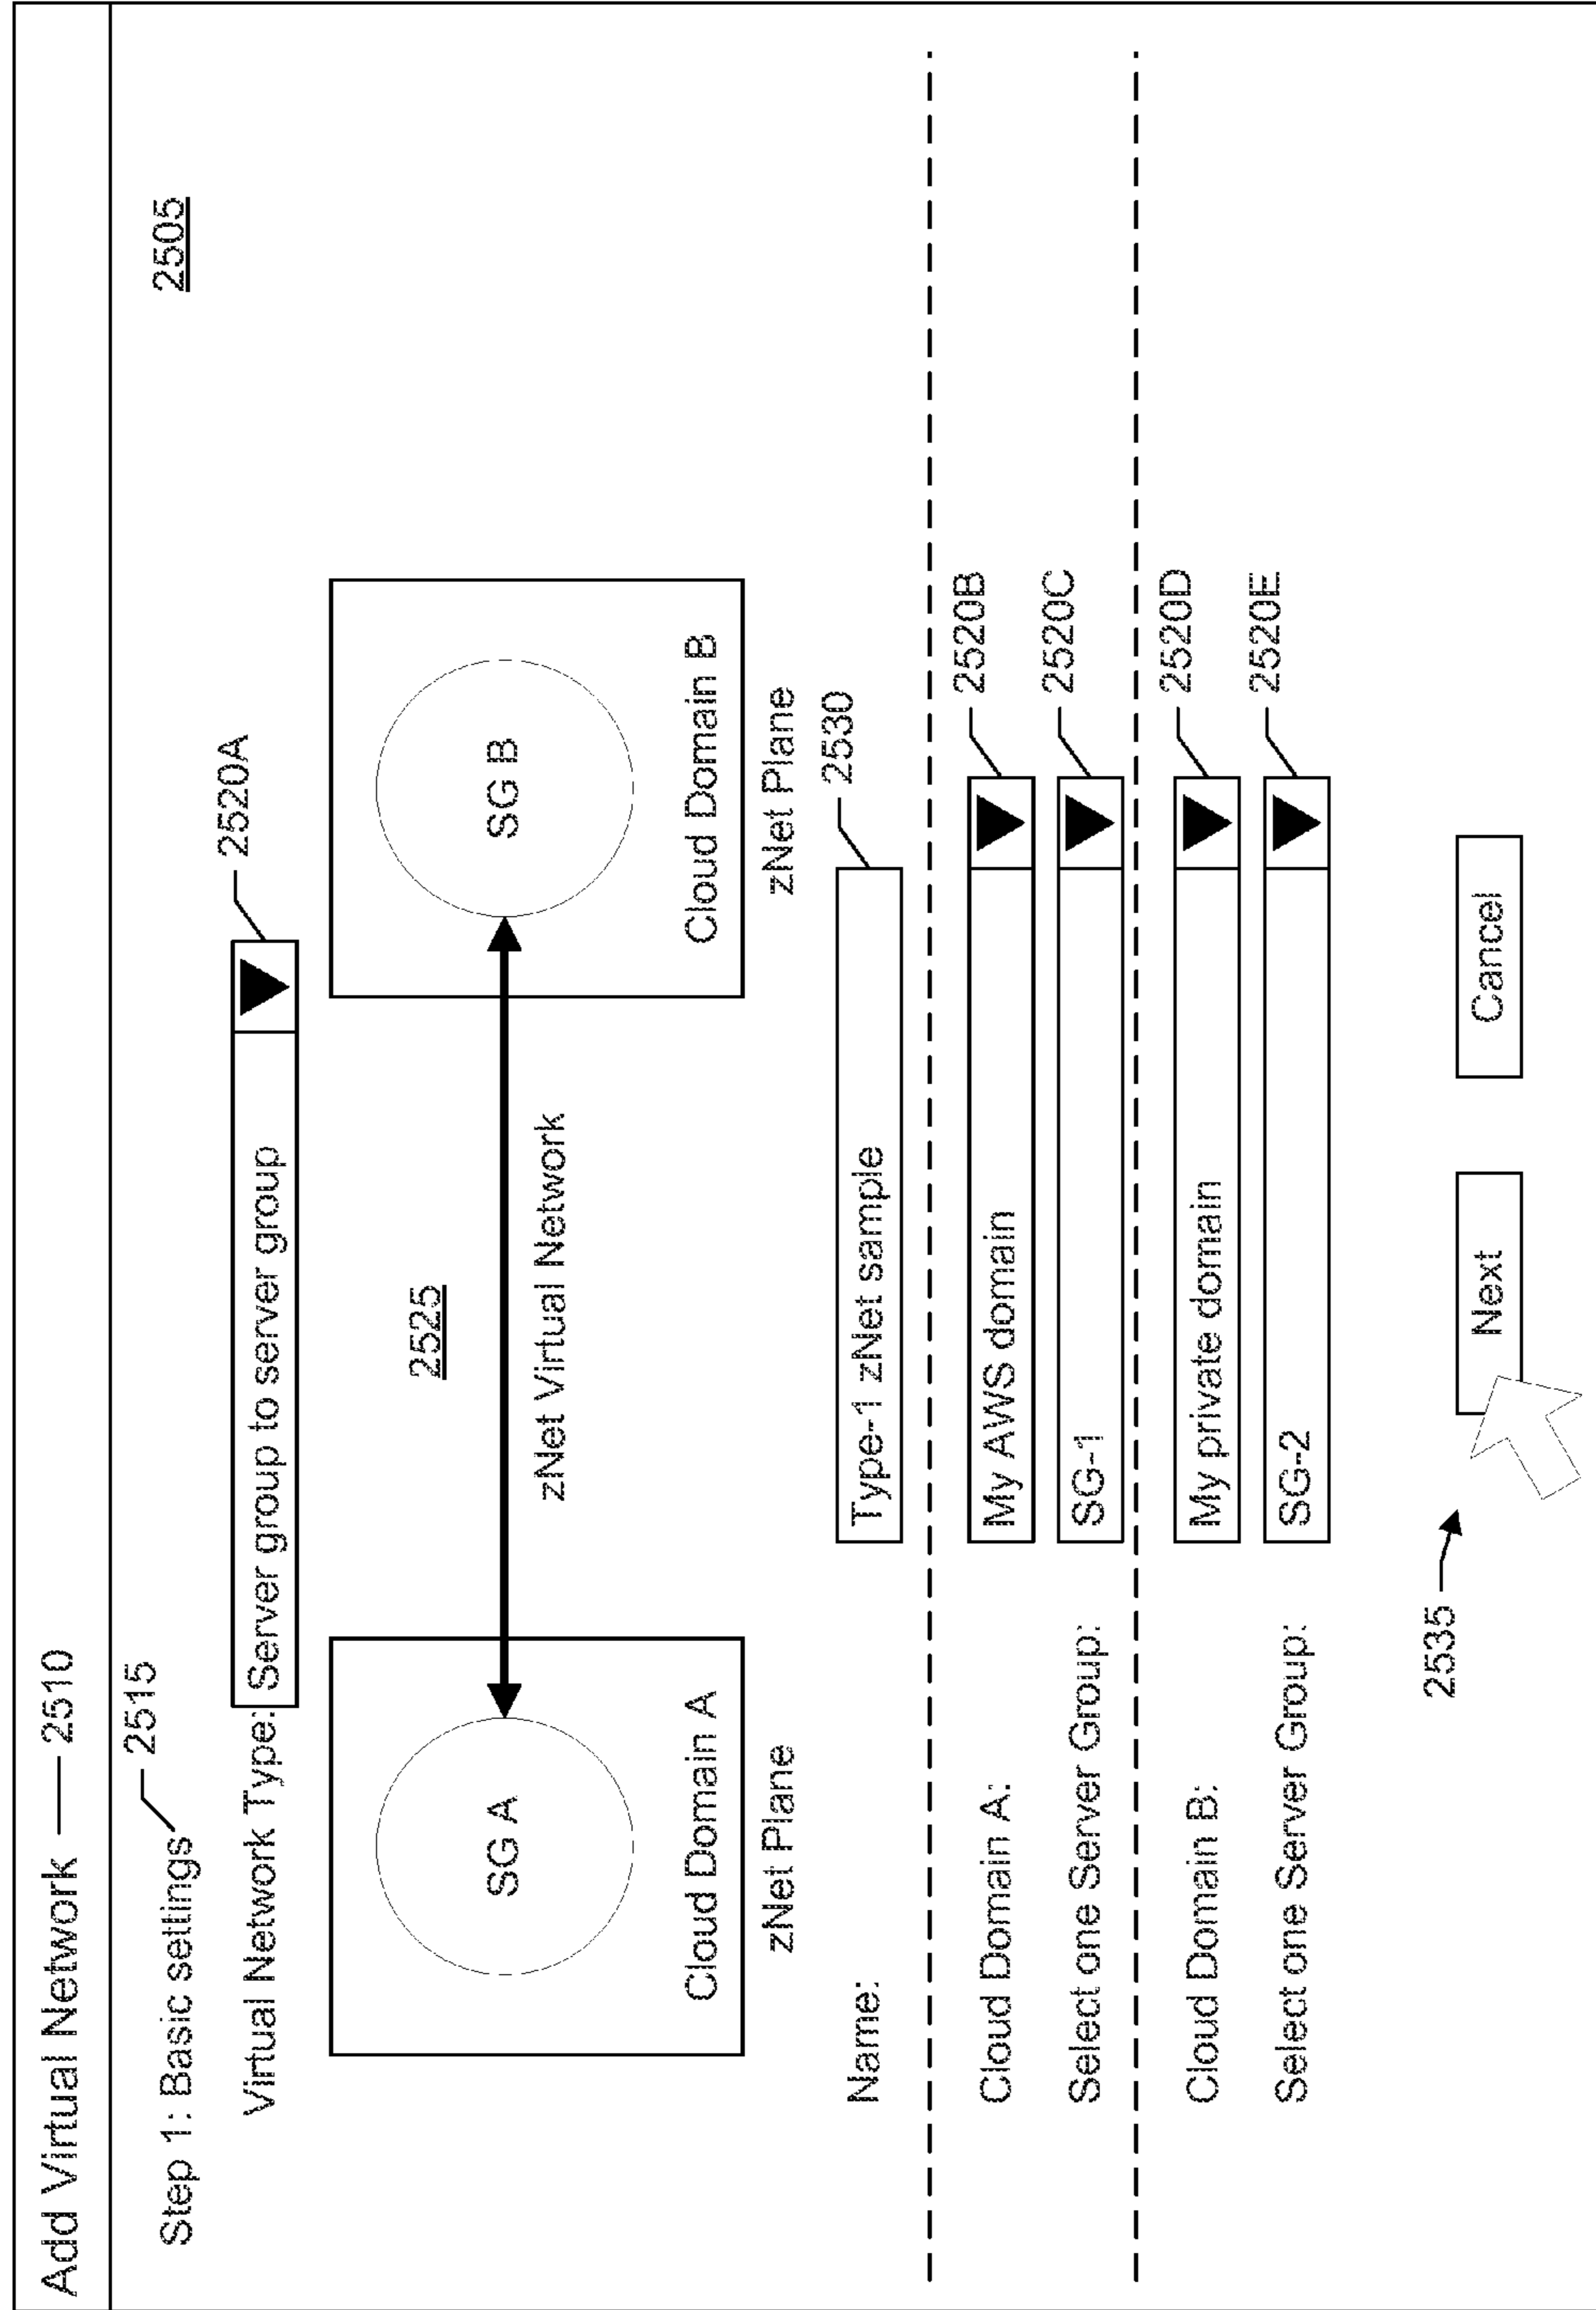 Add Virtual Network 2510
2505
Step 1: Basic settings 2515
Virtual Network Type: Server group to server group 2520A
2525
SG A
SG B
zNet Virtual Network
Cloud Domain A
Cloud Domain B
zNet Plane
zNet Plane
Name: Type-1 zNet sample 2530
Cloud Domain A: My AWS domain 2520B
Select one Server Group: SG-1 2520C
Cloud Domain B: My private domain 2520D
Select one Server Group: SG-2 2520E
2535
Next
Cancel